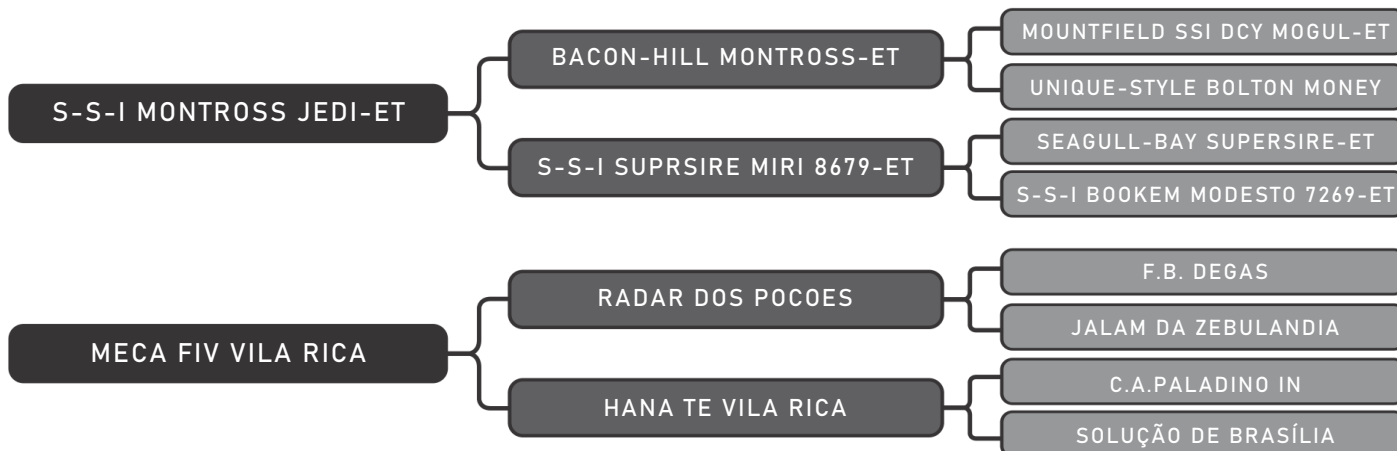 S-S-I MONTROSS JEDI-ET
BACON-HILL MONTROSS-ET
MOUNTFIELD SSI DCY MOGUL-ET
UNIQUE-STYLE BOLTON MONEY
S-S-I SUPRSIRE MIRI 8679-ET
SEAGULL-BAY SUPERSIRE-ET
S-S-I BOOKEM MODESTO 7269-ET
MECA FIV VILA RICA
RADAR DOS POCOES
F.B. DEGAS
JALAM DA ZEBULANDIA
HANA TE VILA RICA
C.A.PALADINO IN
SOLUÇÃO DE BRASÍLIA